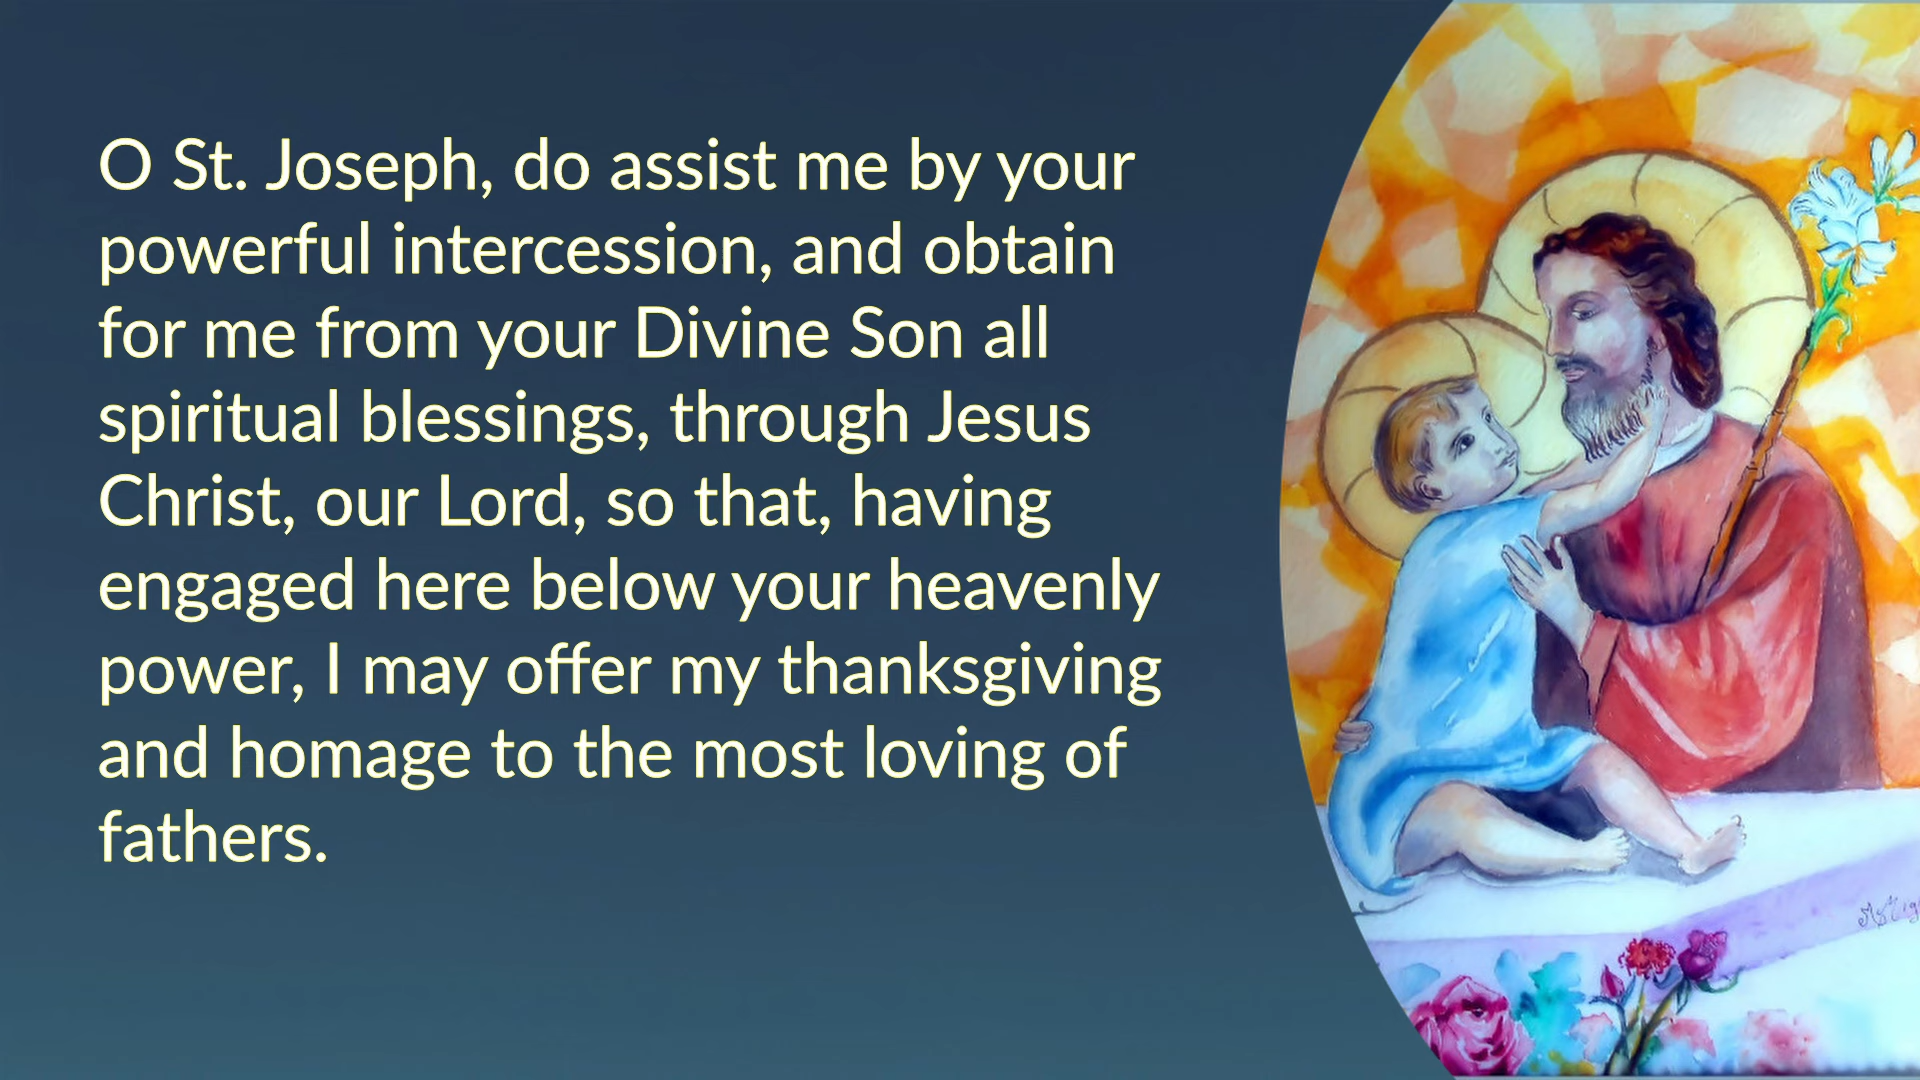 O St. Joseph, do assist me by your
powerful intercession, and obtain
for me from your Divine Son all
spiritual blessings, through Jesus
Christ, our Lord, so that, having
engaged here below your heavenly
power, I may offer my thanksgiving
and homage to the most loving of
fathers.